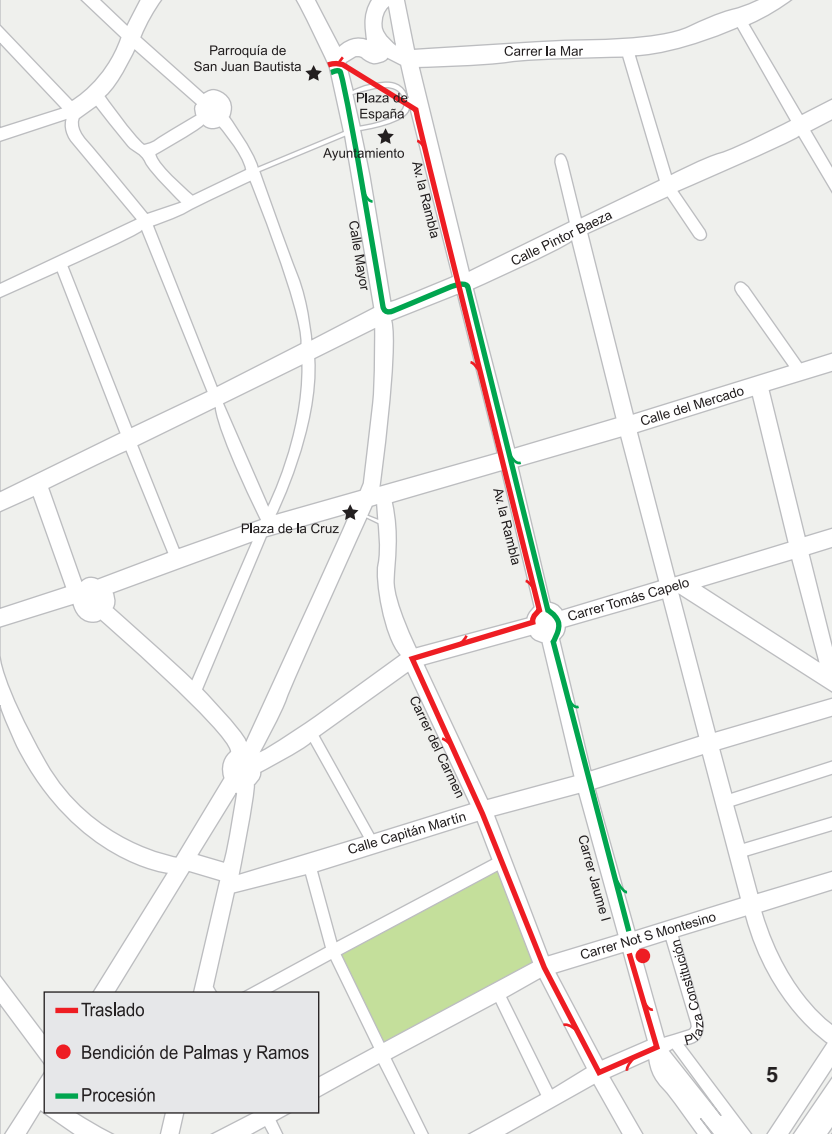 Parroquía de
San Juan Bautista
Carrer la Mar
Plaza de
España
Ayuntamiento
Av. la Rambla
Calle Mayor
Calle Pintor Baeza
Calle del Mercado
Av. la Rambla
Plaza de la Cruz
Carrer Tomás Capelo
Carrer del Carmen
Calle Capitán Martín
Carrer Jaume I
Carrer Not S Montesino
Plaza Constitución
Traslado
Bendición de Palmas y Ramos
Procesión
5